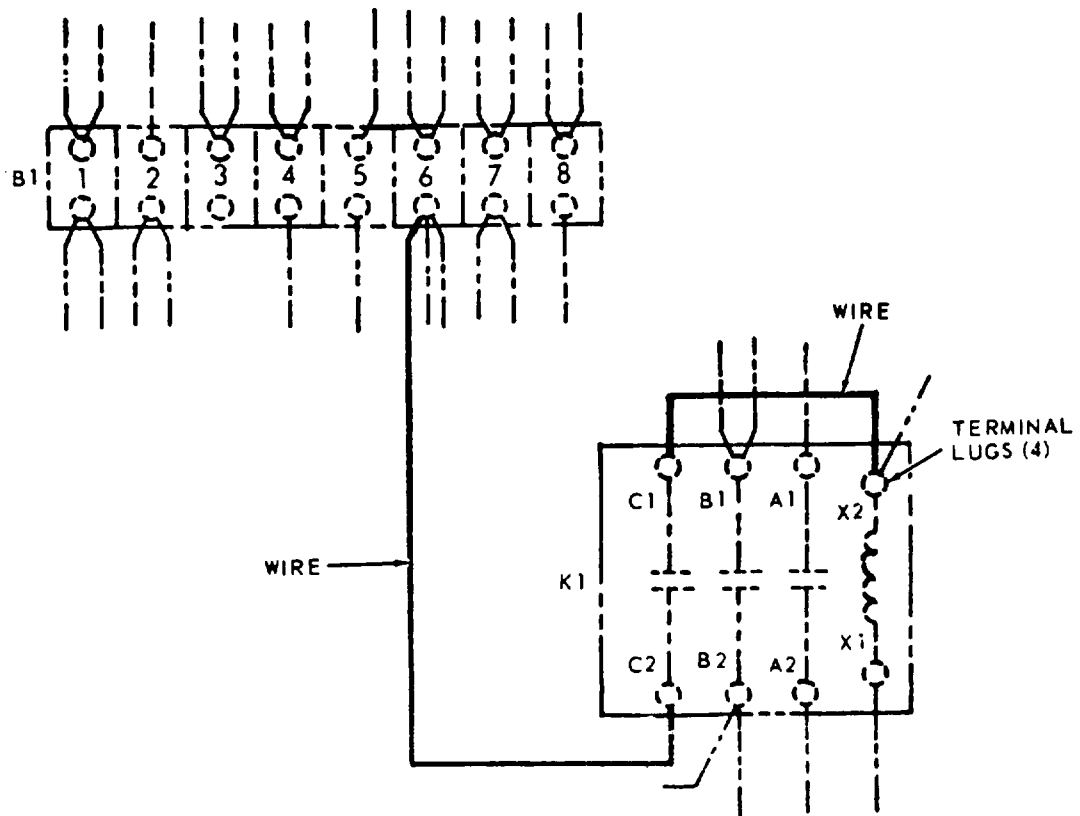 B1 1 2 3 4 5 6 7 8
WIRE
TERMINAL
LUGS (4)
C1 B1 A1 X2
WIRE
K1
C2 B2 A2 X1